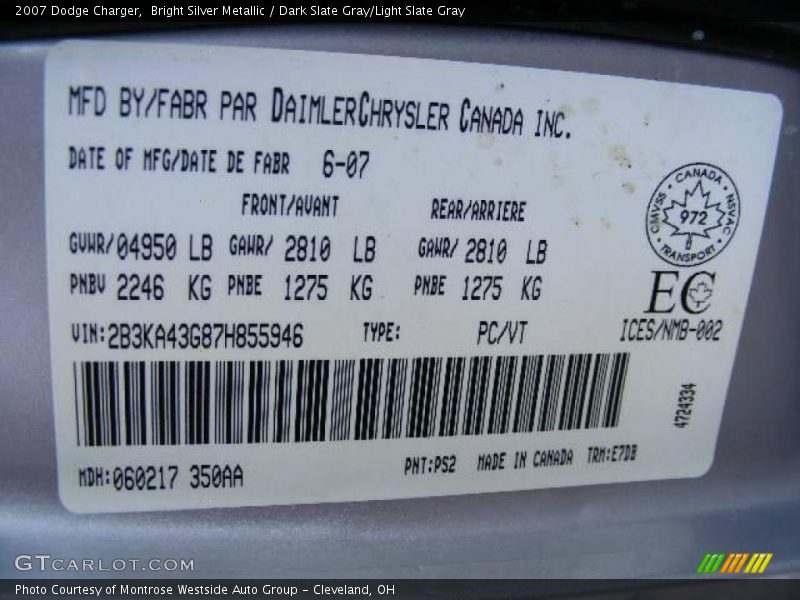 2007 Dodge Charger,  Bright Silver Metallic / Dark Slate Gray/Light Slate Gray
MFD BY/FABR PAR DAIMLERCHRYSLER CANADA INC.
DATE OF MFG/DATE DE FABR 6-07
FRONT/AVANT REAR/ARRIERE
GVWR/04950 LB GAWR/ 2810 LB GAWR/ 2810 LB
PNBV 2246 KG PNBE 1275 KG PNBE 1275 KG
CANADA · NSVAC · TRANSPORT · CMVSS
972
EC
ICES/NMB-002
VIN:2B3KA43G87H855946 TYPE: PC/VT
4724334
MDH:060217 350AA PNT:PS2 MADE IN CANADA TRM:E7DB
GTCARLOT.COM
Photo Courtesy of Montrose Westside Auto Group - Cleveland, OH